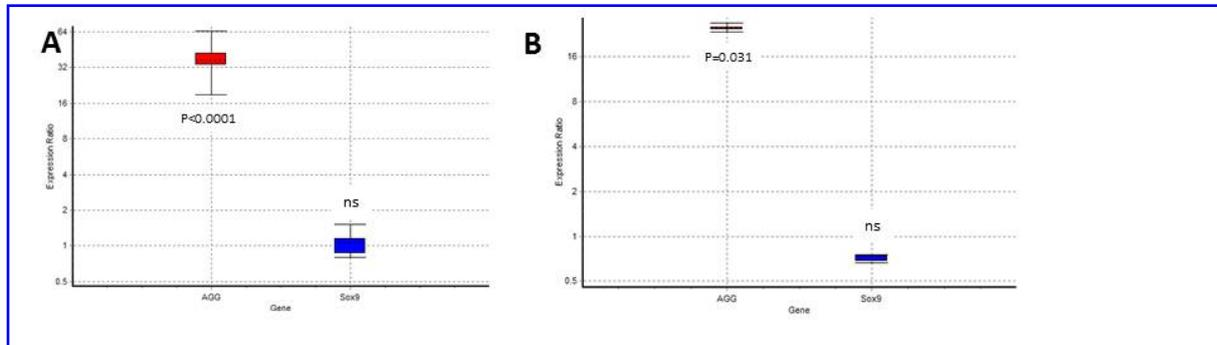 A
64
32
16
8
4
2
1
0.5
Expression Ratio
P<0.0001
ns
AGG
Sox9
Gene
B
16
8
4
2
1
0.5
Expression Ratio
P=0.031
ns
AGG
Sox9
Gene